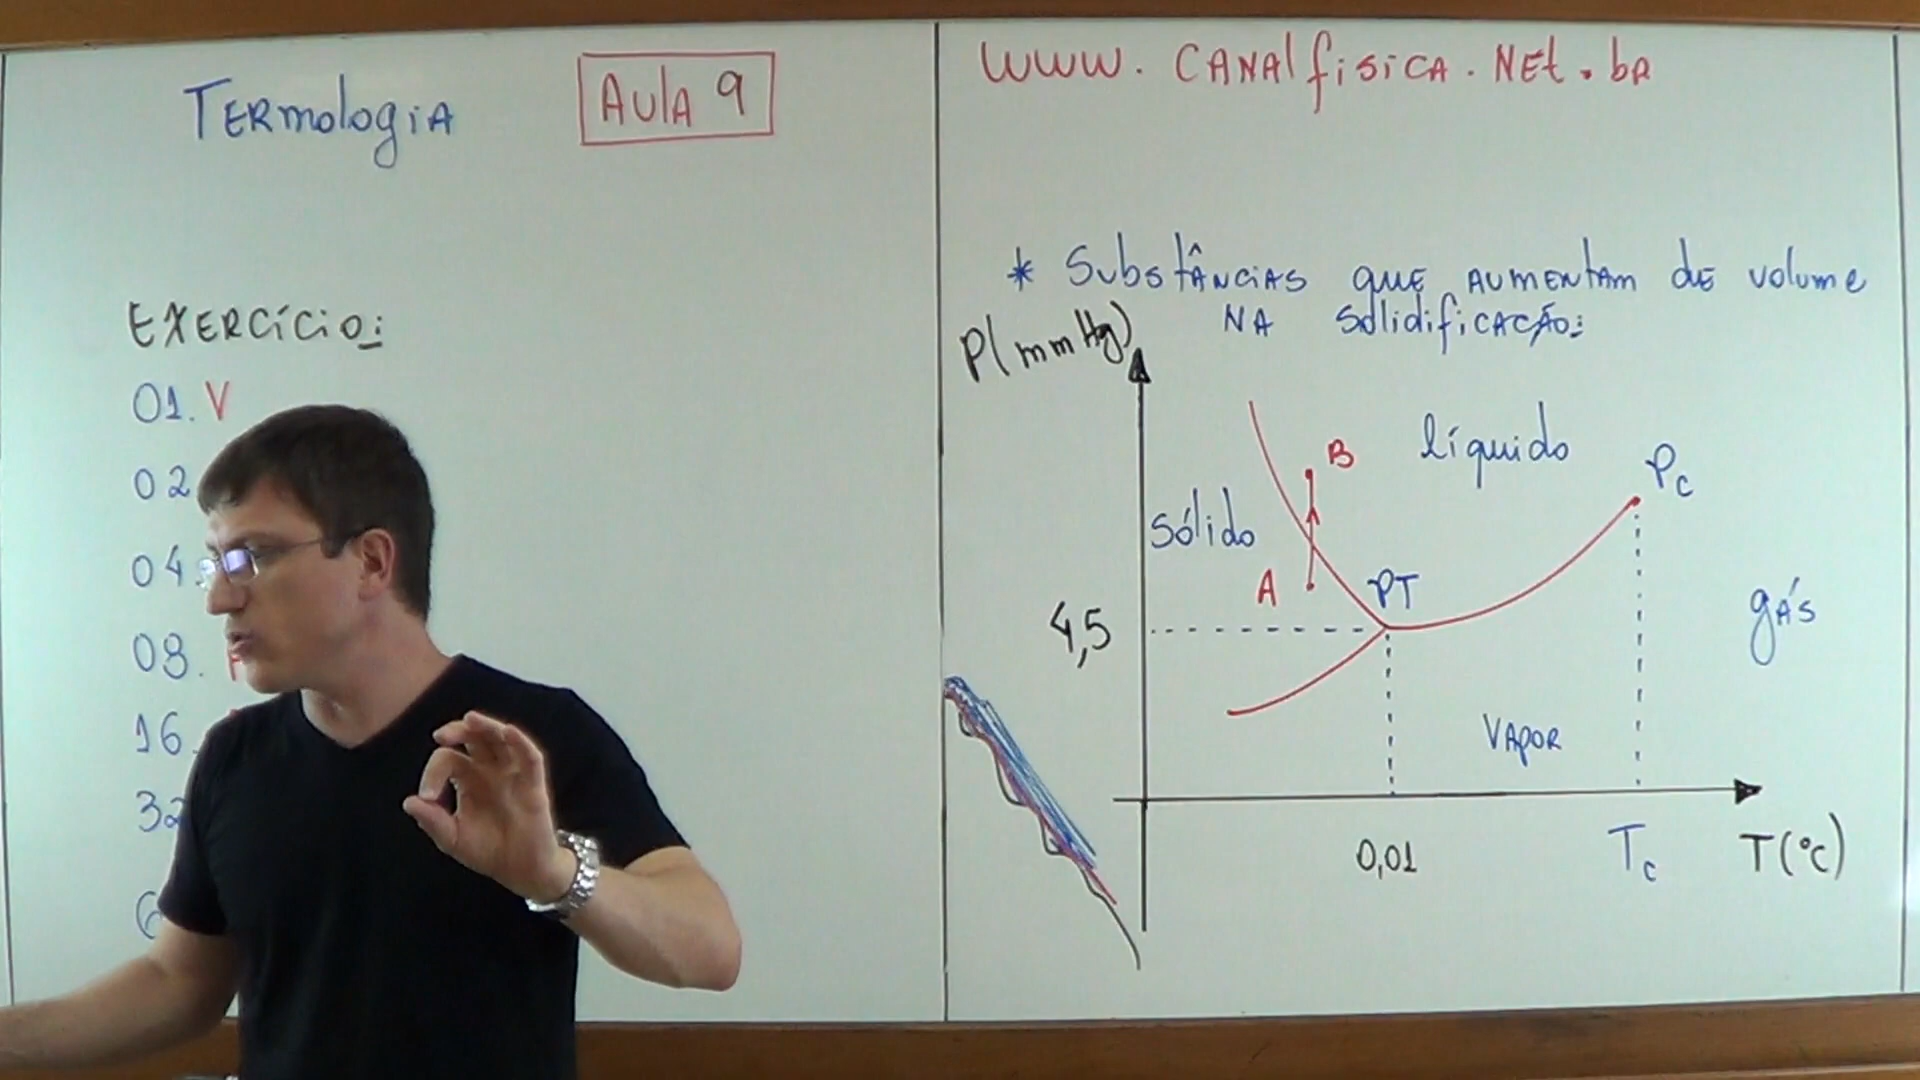 Termologia
Aula 9
Exercício:
01. V
02
04
08.
16
32
www.canalfisica.net.br
* Substâncias que aumentam de volume
na solidificação:
P(mmHg)
líquido
B
Pc
Sólido
A
PT
4,5
gás
Vapor
0,01
Tc
T(°C)